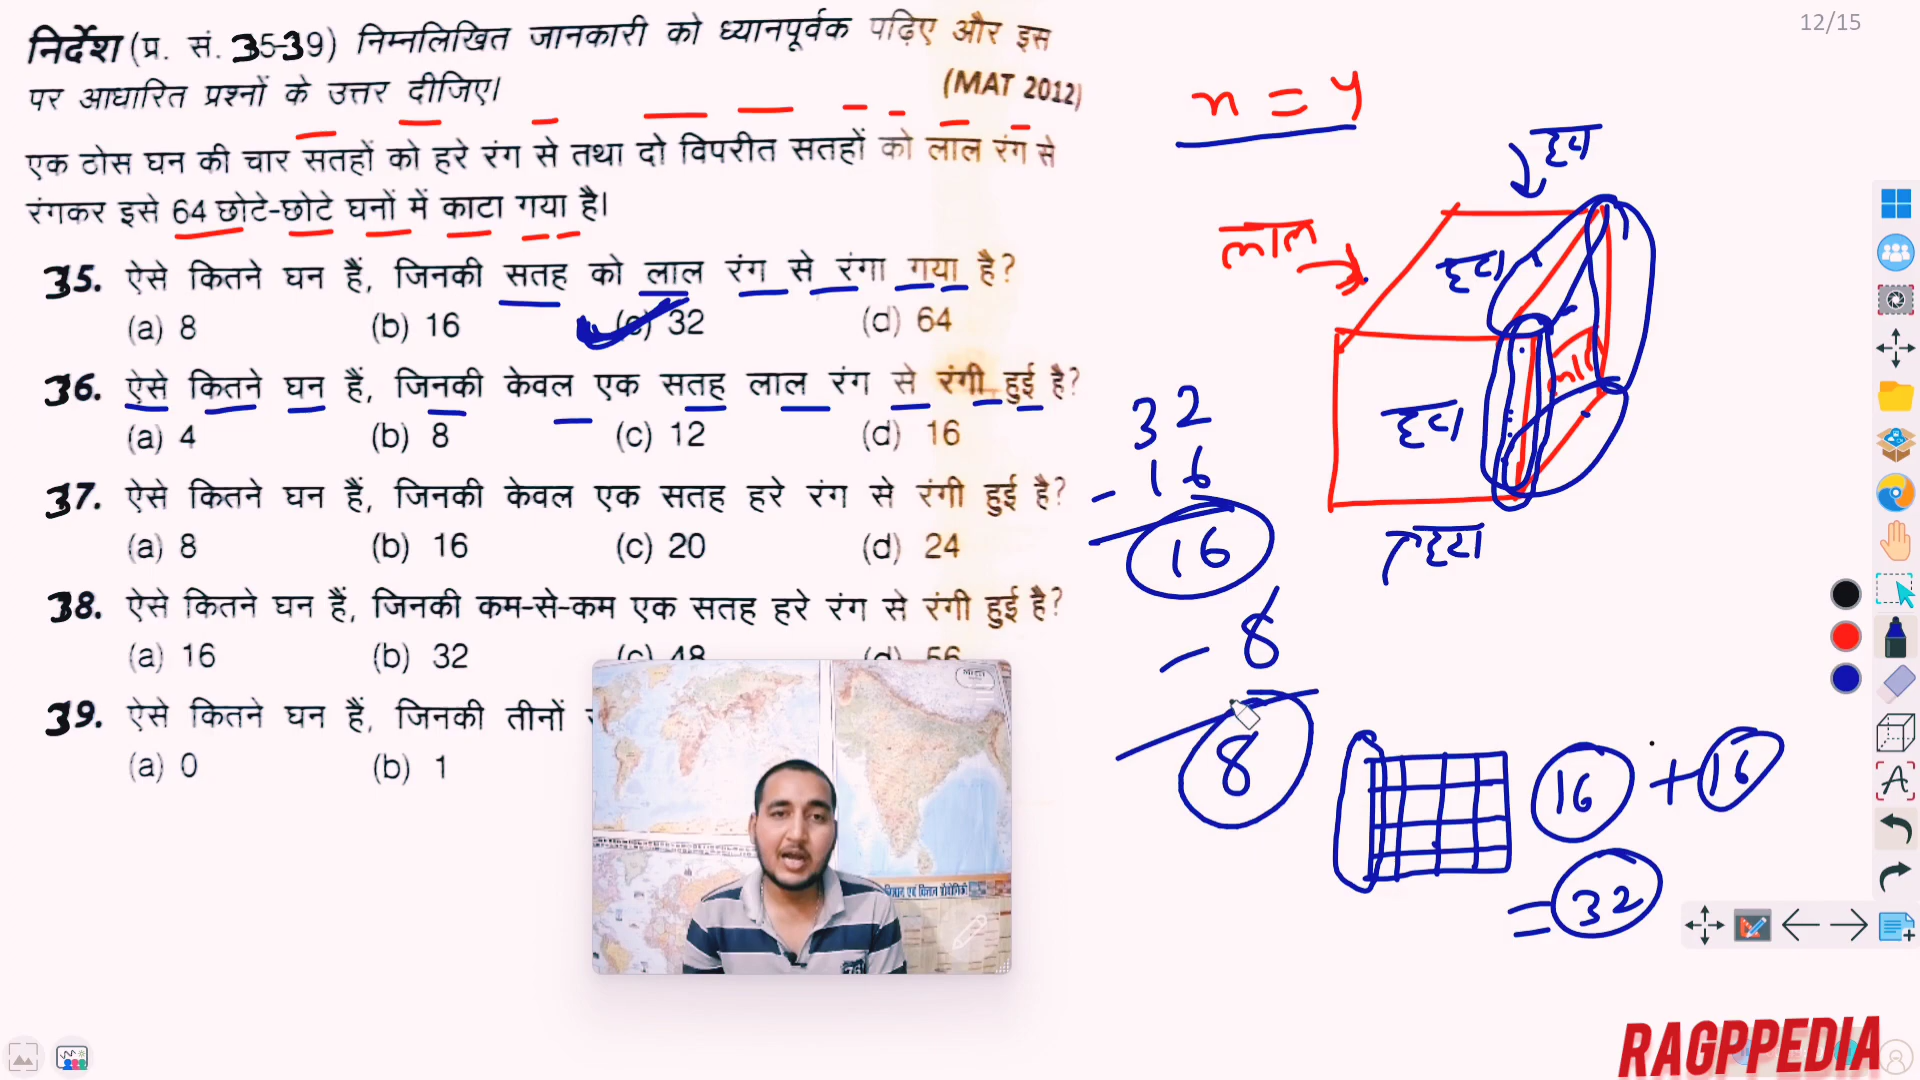 12/15
निर्देश (प्र. सं. 35-39) निम्नलिखित जानकारी को ध्यानपूर्वक पढ़िए और इस
पर आधारित प्रश्नों के उत्तर दीजिए।
(MAT 2012)
एक ठोस घन की चार सतहों को हरे रंग से तथा दो विपरीत सतहों को लाल रंग से
रंगकर इसे 64 छोटे-छोटे घनों में काटा गया है।
35. ऐसे कितने घन हैं, जिनकी सतह को लाल रंग से रंगा गया है?
(a) 8 (b) 16 (c) 32 (d) 64
36. ऐसे कितने घन हैं, जिनकी केवल एक सतह लाल रंग से रंगी हुई है?
(a) 4 (b) 8 (c) 12 (d) 16
37. ऐसे कितने घन हैं, जिनकी केवल एक सतह हरे रंग से रंगी हुई है?
(a) 8 (b) 16 (c) 20 (d) 24
38. ऐसे कितने घन हैं, जिनकी कम-से-कम एक सतह हरे रंग से रंगी हुई है?
(a) 16 (b) 32 (c) 48 (d) 56
39. ऐसे कितने घन हैं, जिनकी तीनों
(a) 0 (b) 1
n = 4
लाल
32
- 16
16
- 8
8
16 + 16
= 32
RAGPPEDIA